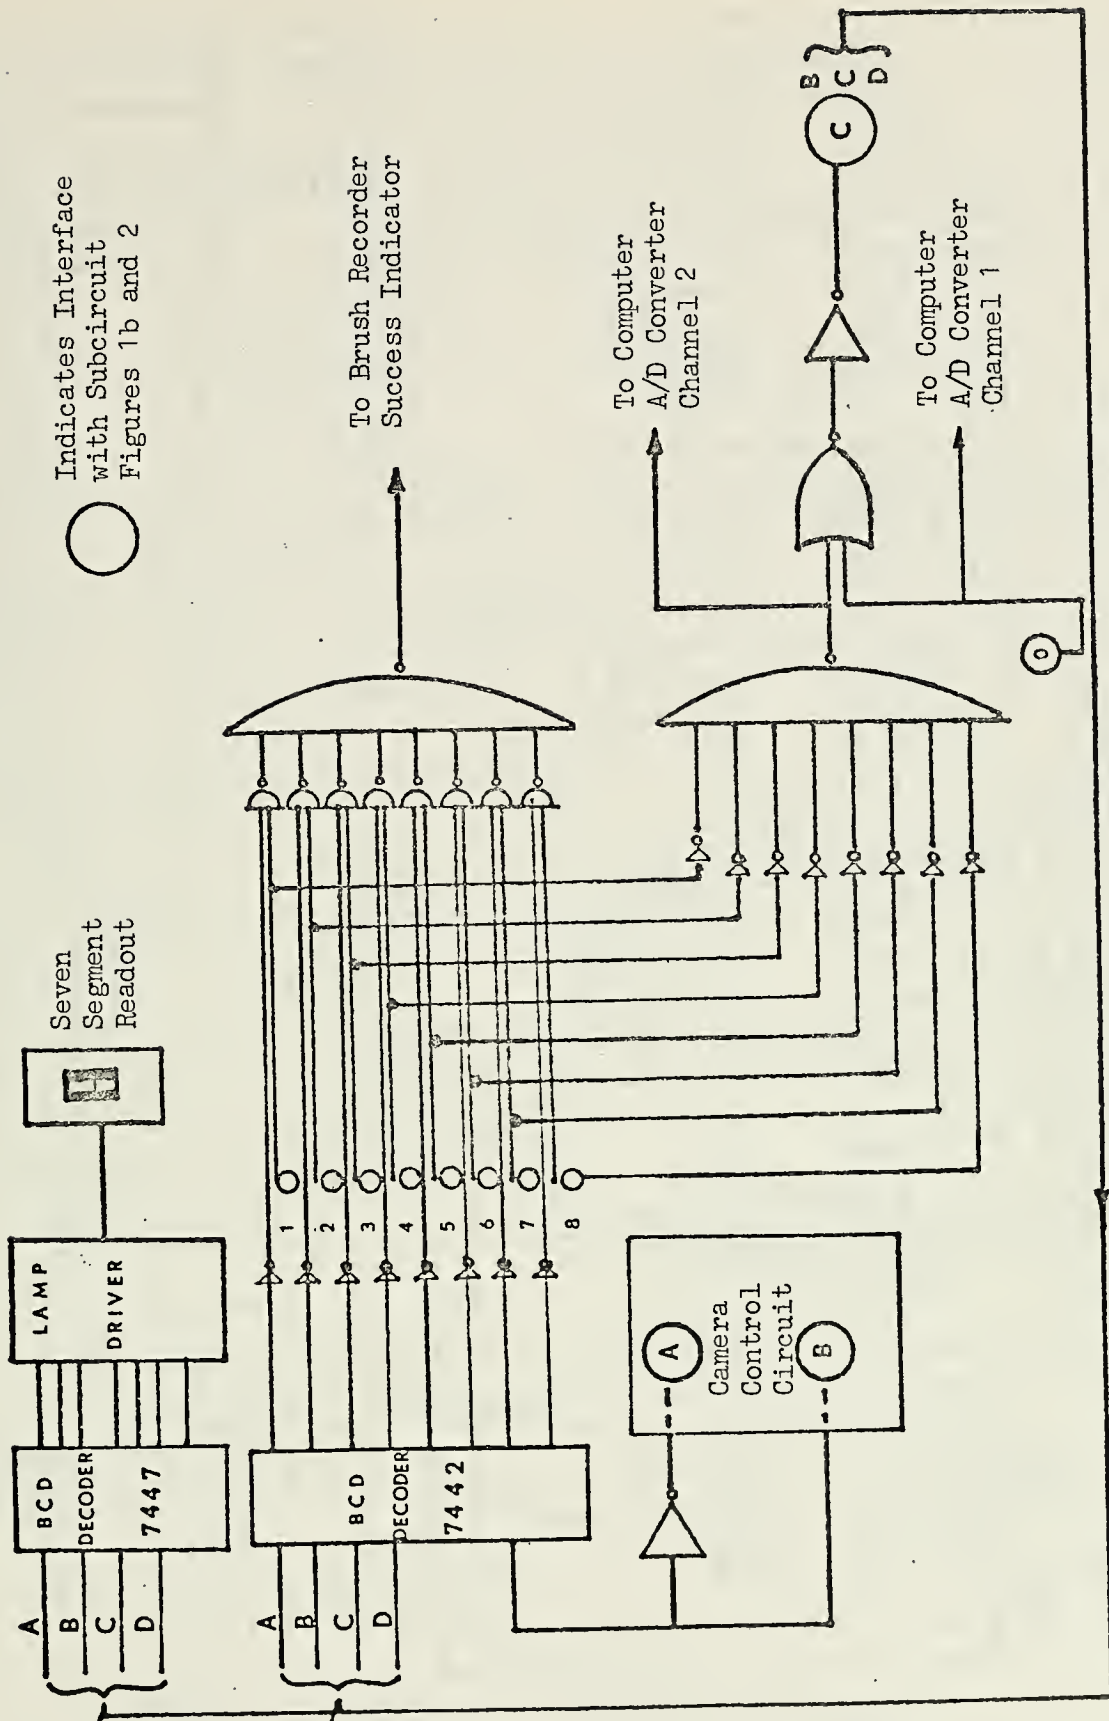 Indicates Interface
with Subcircuit
Figures 1b and 2
Seven
Segment
Readout
LAMP
DRIVER
BCD
DECODER
7447
A
B
C
D
To Brush Recorder
Success Indicator
BCD
DECODER
7442
A
B
C
D
1
2
3
4
5
6
7
8
To Computer
A/D Converter
Channel 2
To Computer
A/D Converter
Channel 1
B
C
D
C
0
A
Camera
Control
Circuit
B